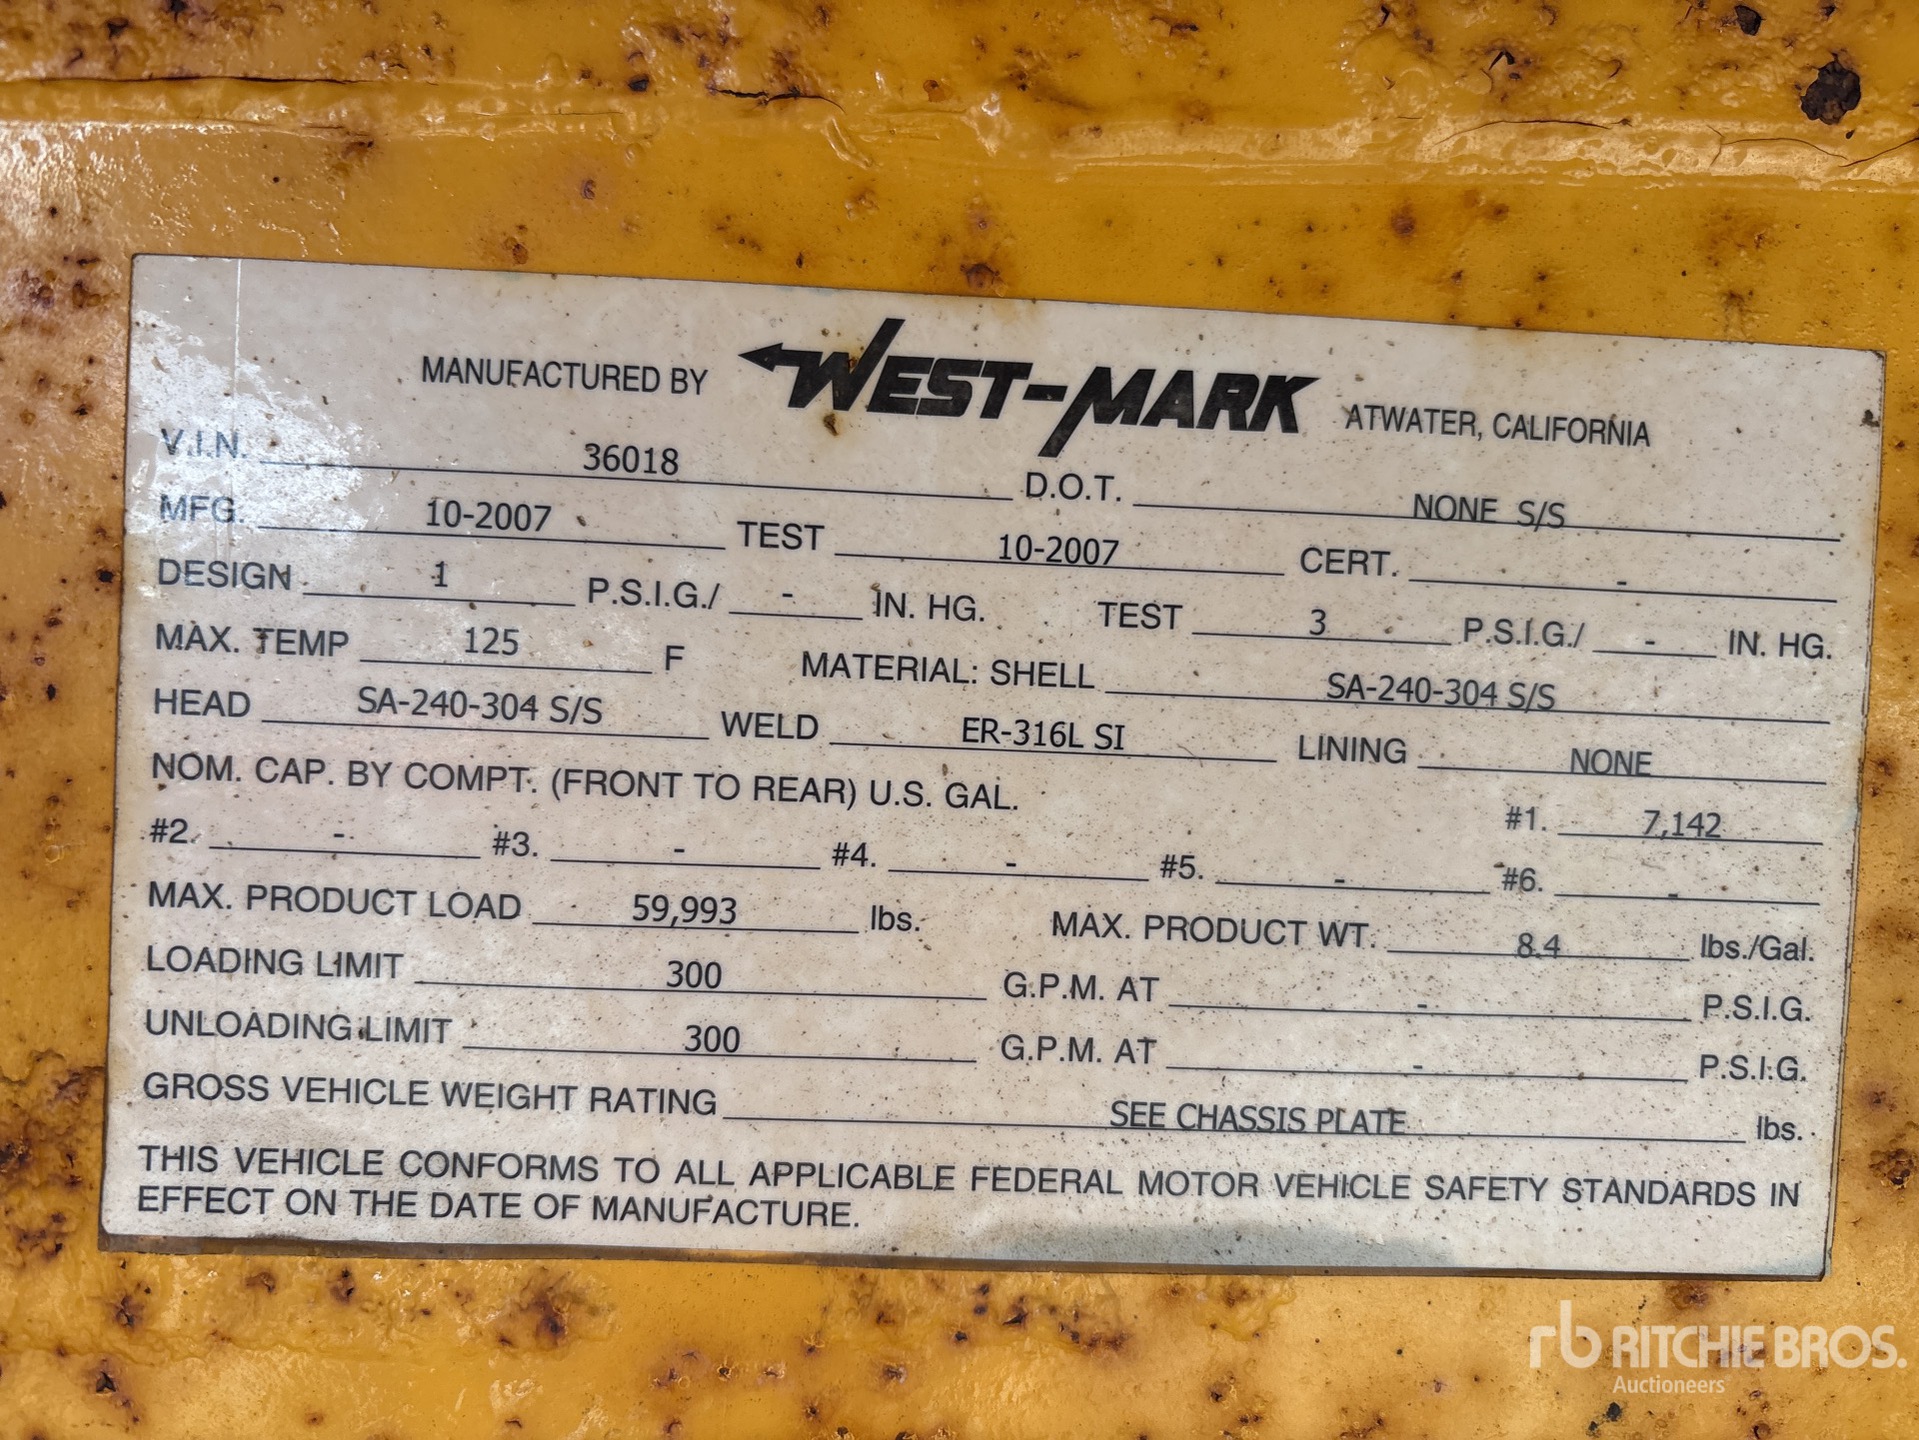 MANUFACTURED BY WEST-MARK ATWATER, CALIFORNIA
V.I.N. 36018 D.O.T. NONE S/S
MFG. 10-2007 TEST 10-2007 CERT. -
DESIGN 1 P.S.I.G./ - IN. HG. TEST 3 P.S.I.G./ - IN. HG.
MAX. TEMP 125 F MATERIAL: SHELL SA-240-304 S/S
HEAD SA-240-304 S/S WELD ER-316L SI LINING NONE
NOM. CAP. BY COMPT. (FRONT TO REAR) U.S. GAL. #1. 7,142
#2. - #3. - #4. - #5. - #6. -
MAX. PRODUCT LOAD 59,993 lbs. MAX. PRODUCT WT. 8.4 lbs./Gal.
LOADING LIMIT 300 G.P.M. AT - P.S.I.G.
UNLOADING LIMIT 300 G.P.M. AT - P.S.I.G.
GROSS VEHICLE WEIGHT RATING SEE CHASSIS PLATE lbs.
THIS VEHICLE CONFORMS TO ALL APPLICABLE FEDERAL MOTOR VEHICLE SAFETY STANDARDS IN
EFFECT ON THE DATE OF MANUFACTURE.
rb RITCHIE BROS.
Auctioneers